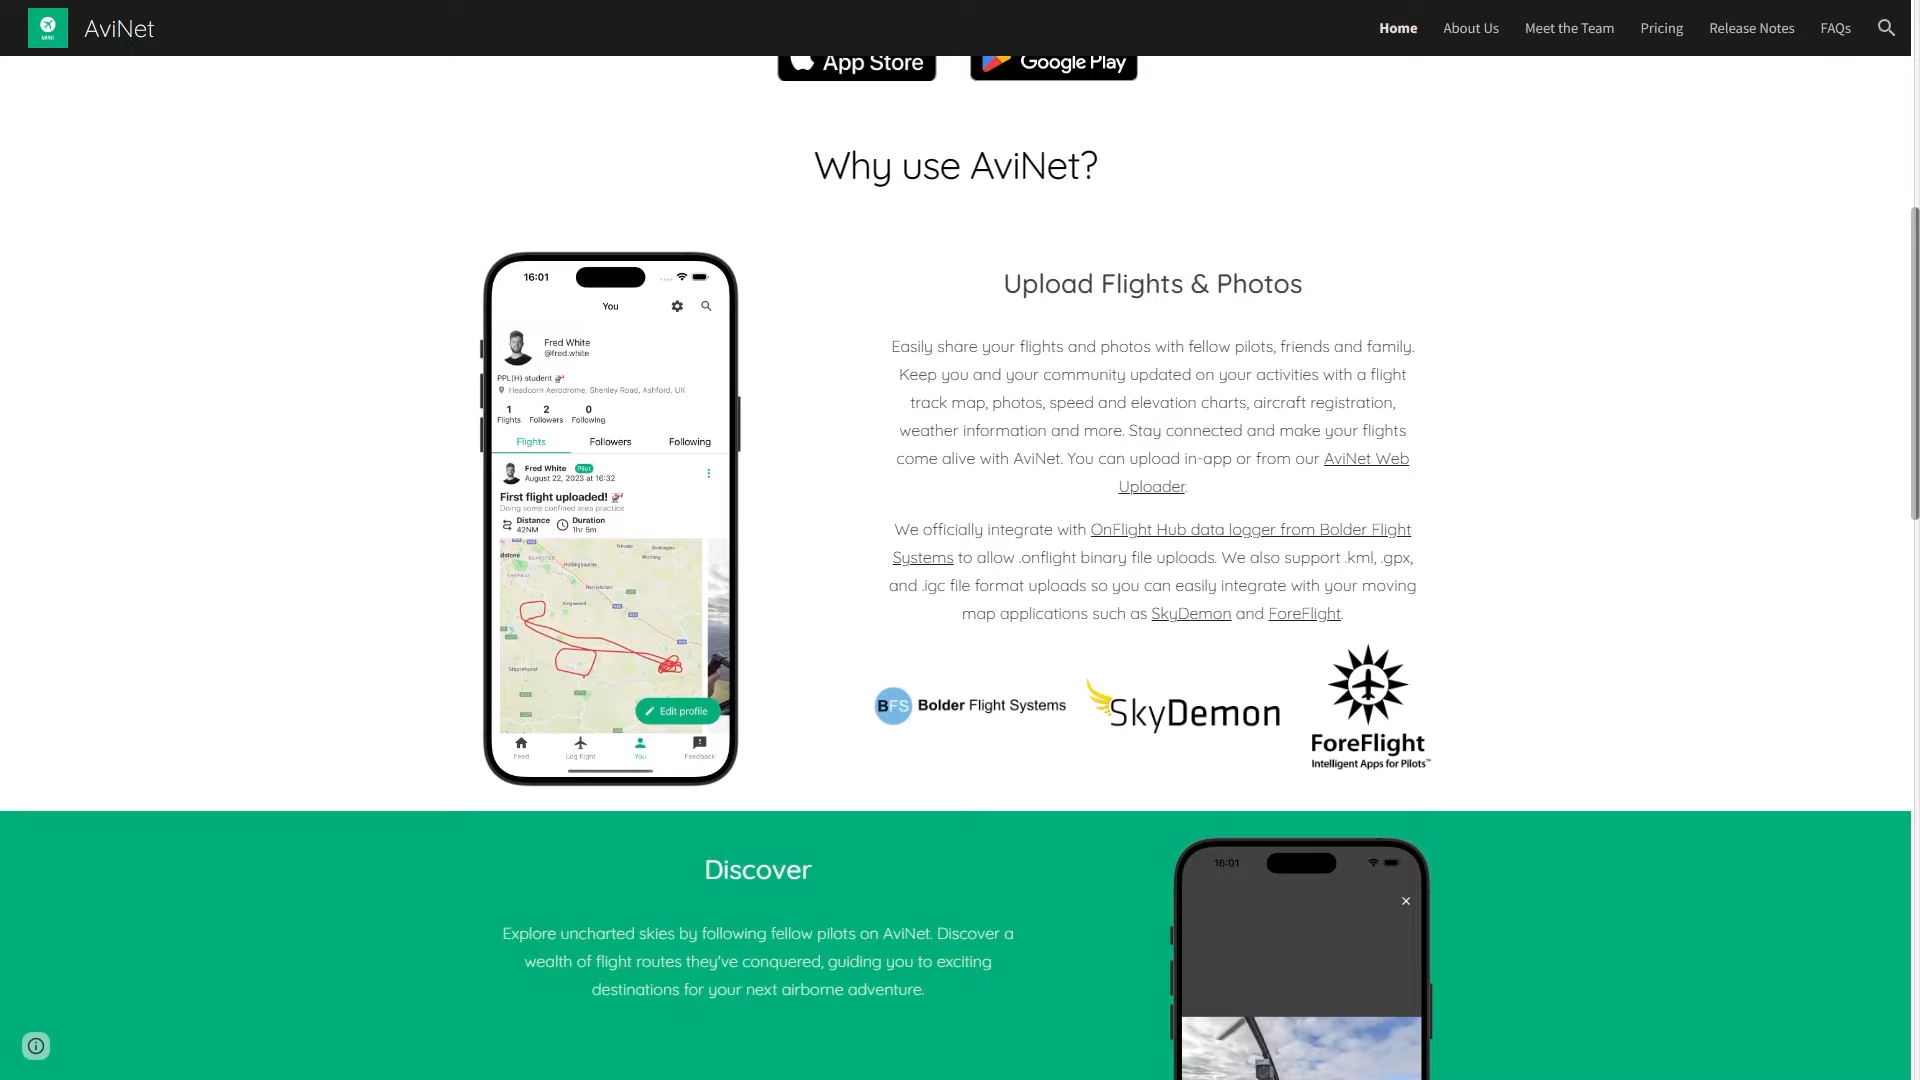 AviNet
Home
About Us
Meet the Team
Pricing
Release Notes
FAQs
App Store
Google Play
Why use AviNet?
16:01
You
Fred White
@fred.white
PPL(H) student
Headcorn Aerodrome, Shenley Road, Ashford, UK
1 2 0
Flights Followers Following
Flights Followers Following
Fred White Pilot
August 22, 2023 at 16:32
First flight uploaded!
Doing some confined area practice
Distance Duration
42NM 1hr 5m
Hollingbourne
Harrietsham
Staplehurst
Edit profile
Feed Log flight You Feedback
Upload Flights & Photos
Easily share your flights and photos with fellow pilots, friends and family.
Keep you and your community updated on your activities with a flight
track map, photos, speed and elevation charts, aircraft registration,
weather information and more. Stay connected and make your flights
come alive with AviNet. You can upload in-app or from our AviNet Web
Uploader.
We officially integrate with OnFlight Hub data logger from Bolder Flight
Systems to allow .onflight binary file uploads. We also support .kml, .gpx,
and .igc file format uploads so you can easily integrate with your moving
map applications such as SkyDemon and ForeFlight.
BFS Bolder Flight Systems
SkyDemon
ForeFlight
Intelligent Apps for Pilots™
Discover
Explore uncharted skies by following fellow pilots on AviNet. Discover a
wealth of flight routes they've conquered, guiding you to exciting
destinations for your next airborne adventure.
16:01